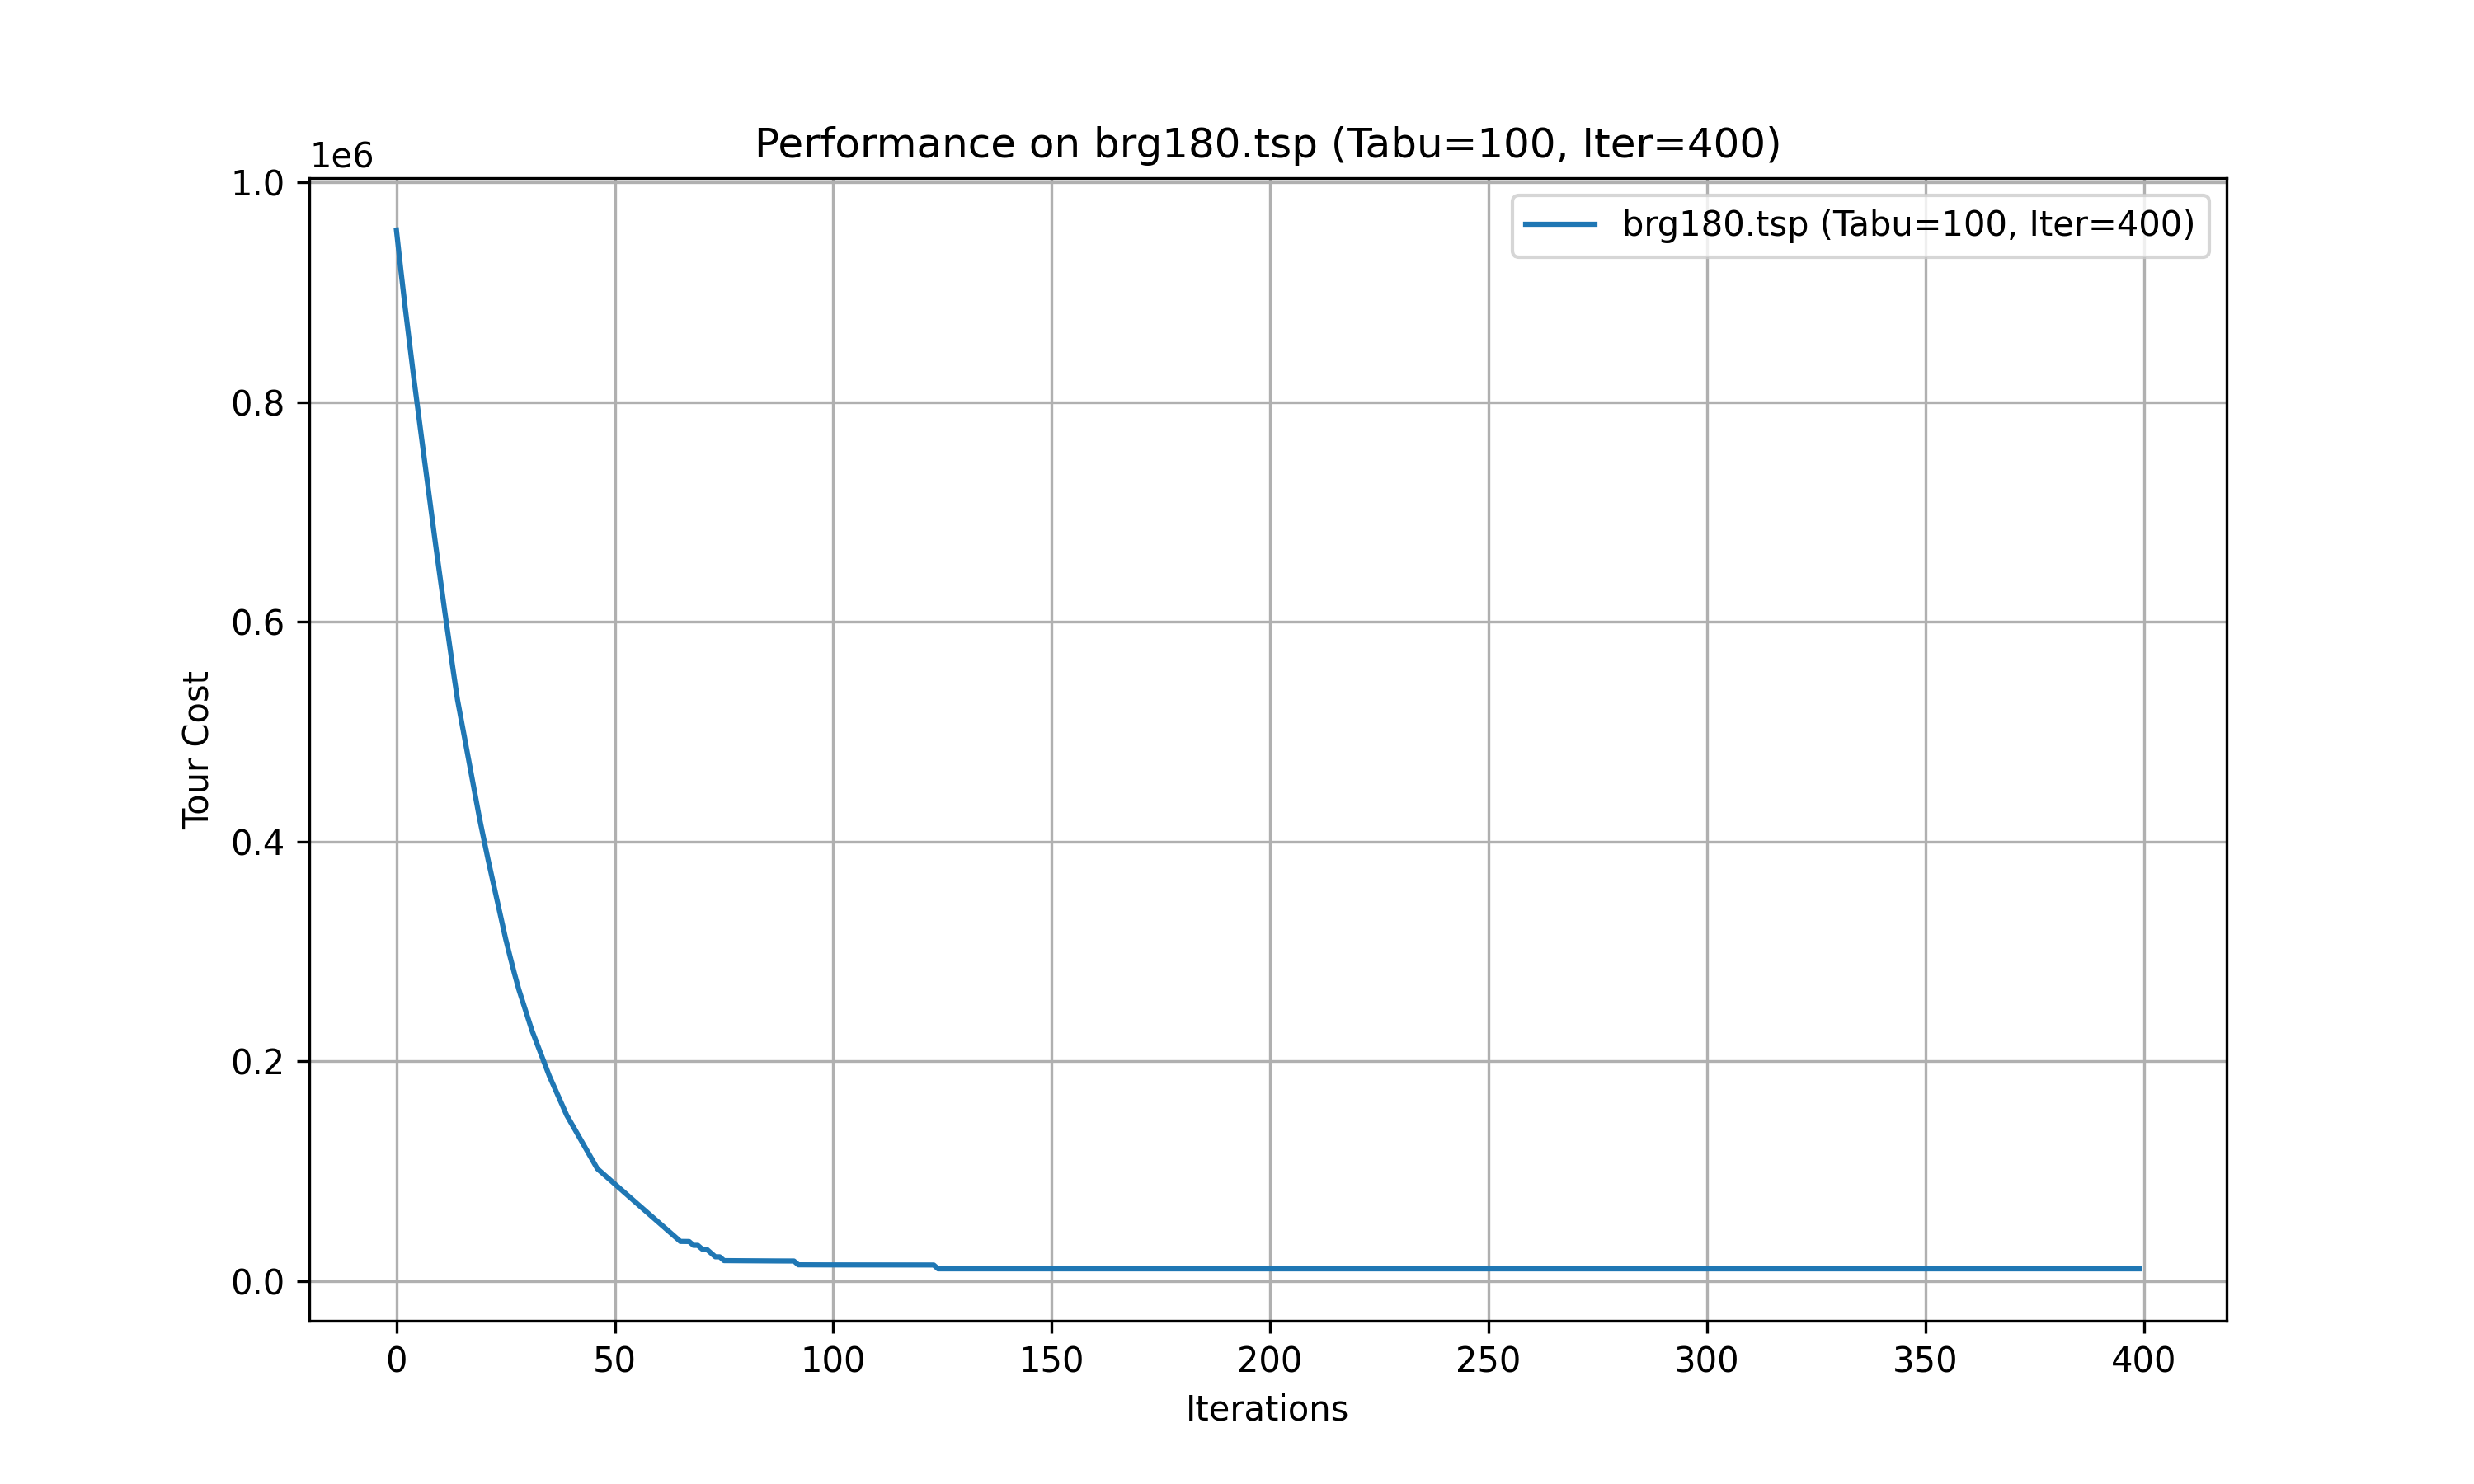 Performance on brg180.tsp (Tabu=100, Iter=400)
1e6
brg180.tsp (Tabu=100, Iter=400)
1.0
0.8
0.6
0.4
0.2
0.0
Tour Cost
0 50 100 150 200 250 300 350 400
Iterations